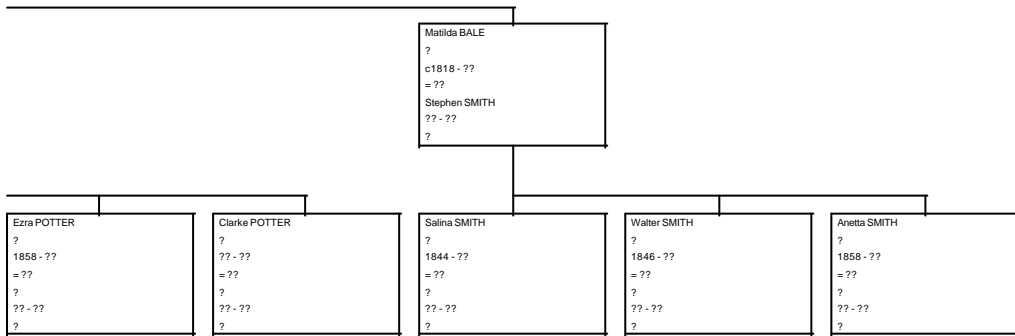 Matilda BALE
?
c1818 - ??
= ??
Stephen SMITH
?? - ??
?
Ezra POTTER
?
1858 - ??
= ??
?
?? - ??
?
Clarke POTTER
?
?? - ??
= ??
?
?? - ??
?
Salina SMITH
?
1844 - ??
= ??
?
?? - ??
?
Walter SMITH
?
1846 - ??
= ??
?
?? - ??
?
Anetta SMITH
?
1858 - ??
= ??
?
?? - ??
?